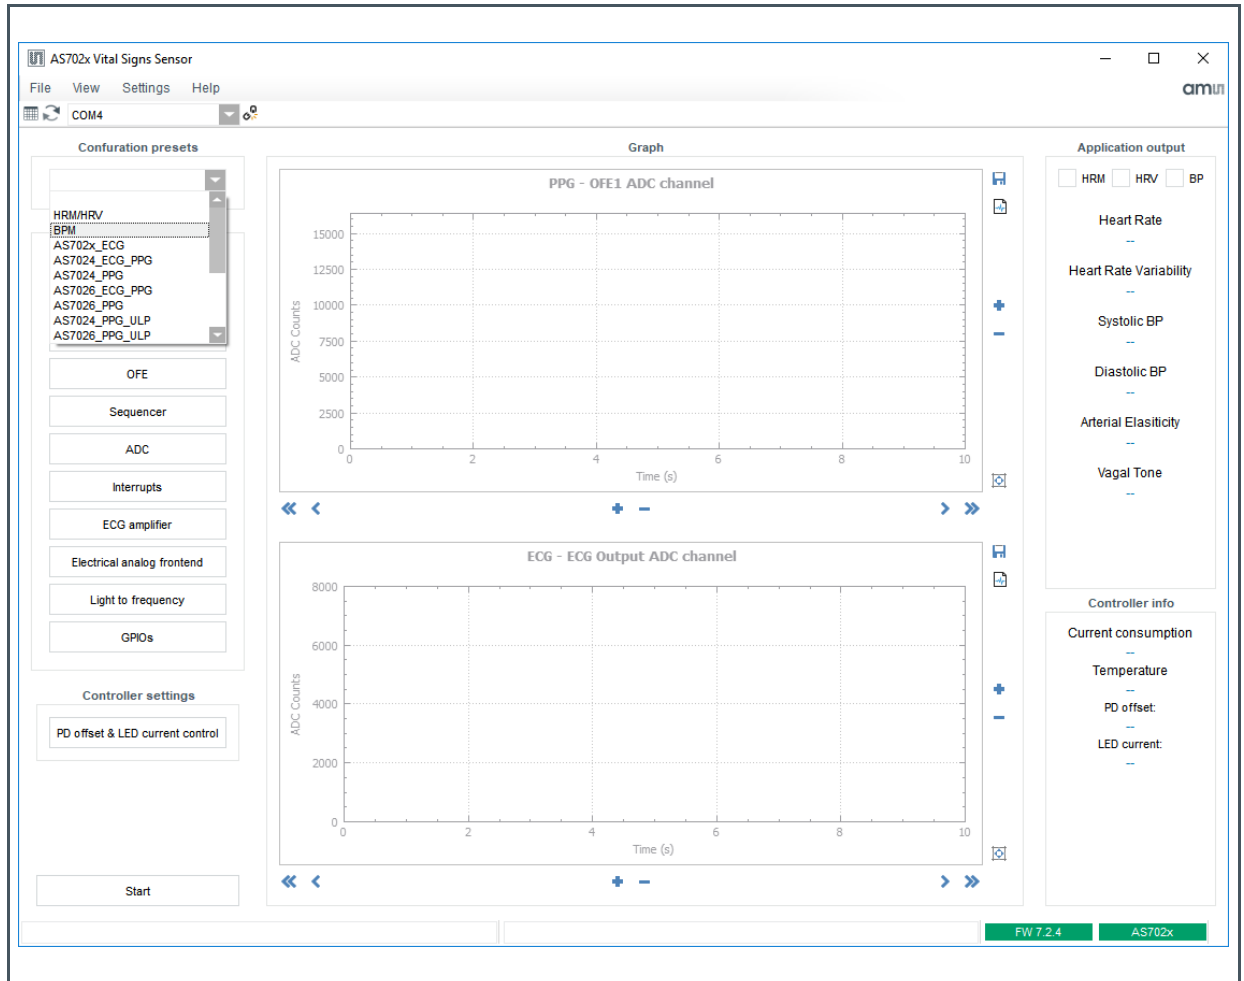 AS702x Vital Signs Sensor
File View Settings Help
amu
COM4
Confuration presets
HRM/HRV
BPM
AS702x_ECG
AS7024_ECG_PPG
AS7024_PPG
AS7026_ECG_PPG
AS7026_PPG
AS7024_PPG_ULP
AS7026_PPG_ULP
OFE
Sequencer
ADC
Interrupts
ECG amplifier
Electrical analog frontend
Light to frequency
GPIOs
Controller settings
PD offset & LED current control
Start
Graph
PPG - OFE1 ADC channel
ADC Counts
15000
12500
10000
7500
5000
2500
0
0 2 4 6 8 10
Time (s)
ECG - ECG Output ADC channel
ADC Counts
8000
6000
4000
2000
0
0 2 4 6 8 10
Time (s)
Application output
HRM HRV BP
Heart Rate
--
Heart Rate Variability
--
Systolic BP
--
Diastolic BP
--
Arterial Elasiticity
--
Vagal Tone
--
Controller info
Current consumption
--
Temperature
--
PD offset:
--
LED current:
--
FW 7.2.4 AS702x